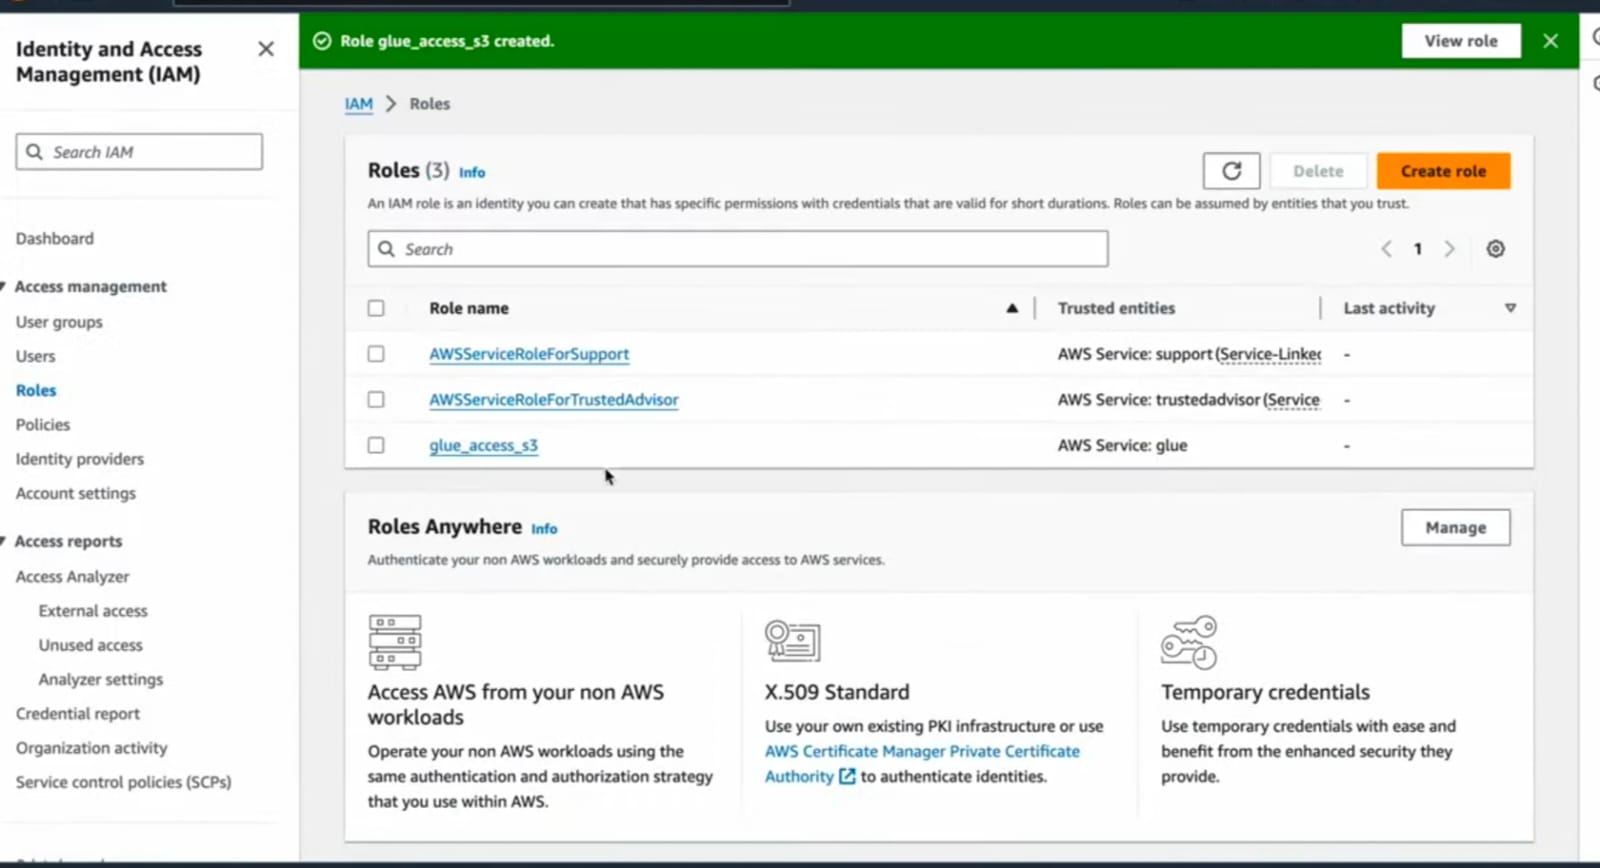 Identity and Access
Management (IAM)
Search IAM
Dashboard
Access management
User groups
Users
Roles
Policies
Identity providers
Account settings
Access reports
Access Analyzer
External access
Unused access
Analyzer settings
Credential report
Organization activity
Service control policies (SCPs)
Role glue_access_s3 created.
View role
IAM > Roles
Roles (3) Info
Delete
Create role
An IAM role is an identity you can create that has specific permissions with credentials that are valid for short durations. Roles can be assumed by entities that you trust.
Search
1
Role name Trusted entities Last activity
AWSServiceRoleForSupport AWS Service: support (Service-Linked -
AWSServiceRoleForTrustedAdvisor AWS Service: trustedadvisor (Service -
glue_access_s3 AWS Service: glue -
Roles Anywhere Info
Manage
Authenticate your non AWS workloads and securely provide access to AWS services.
Access AWS from your non AWS
workloads
Operate your non AWS workloads using the
same authentication and authorization strategy
that you use within AWS.
X.509 Standard
Use your own existing PKI infrastructure or use
AWS Certificate Manager Private Certificate
Authority to authenticate identities.
Temporary credentials
Use temporary credentials with ease and
benefit from the enhanced security they
provide.